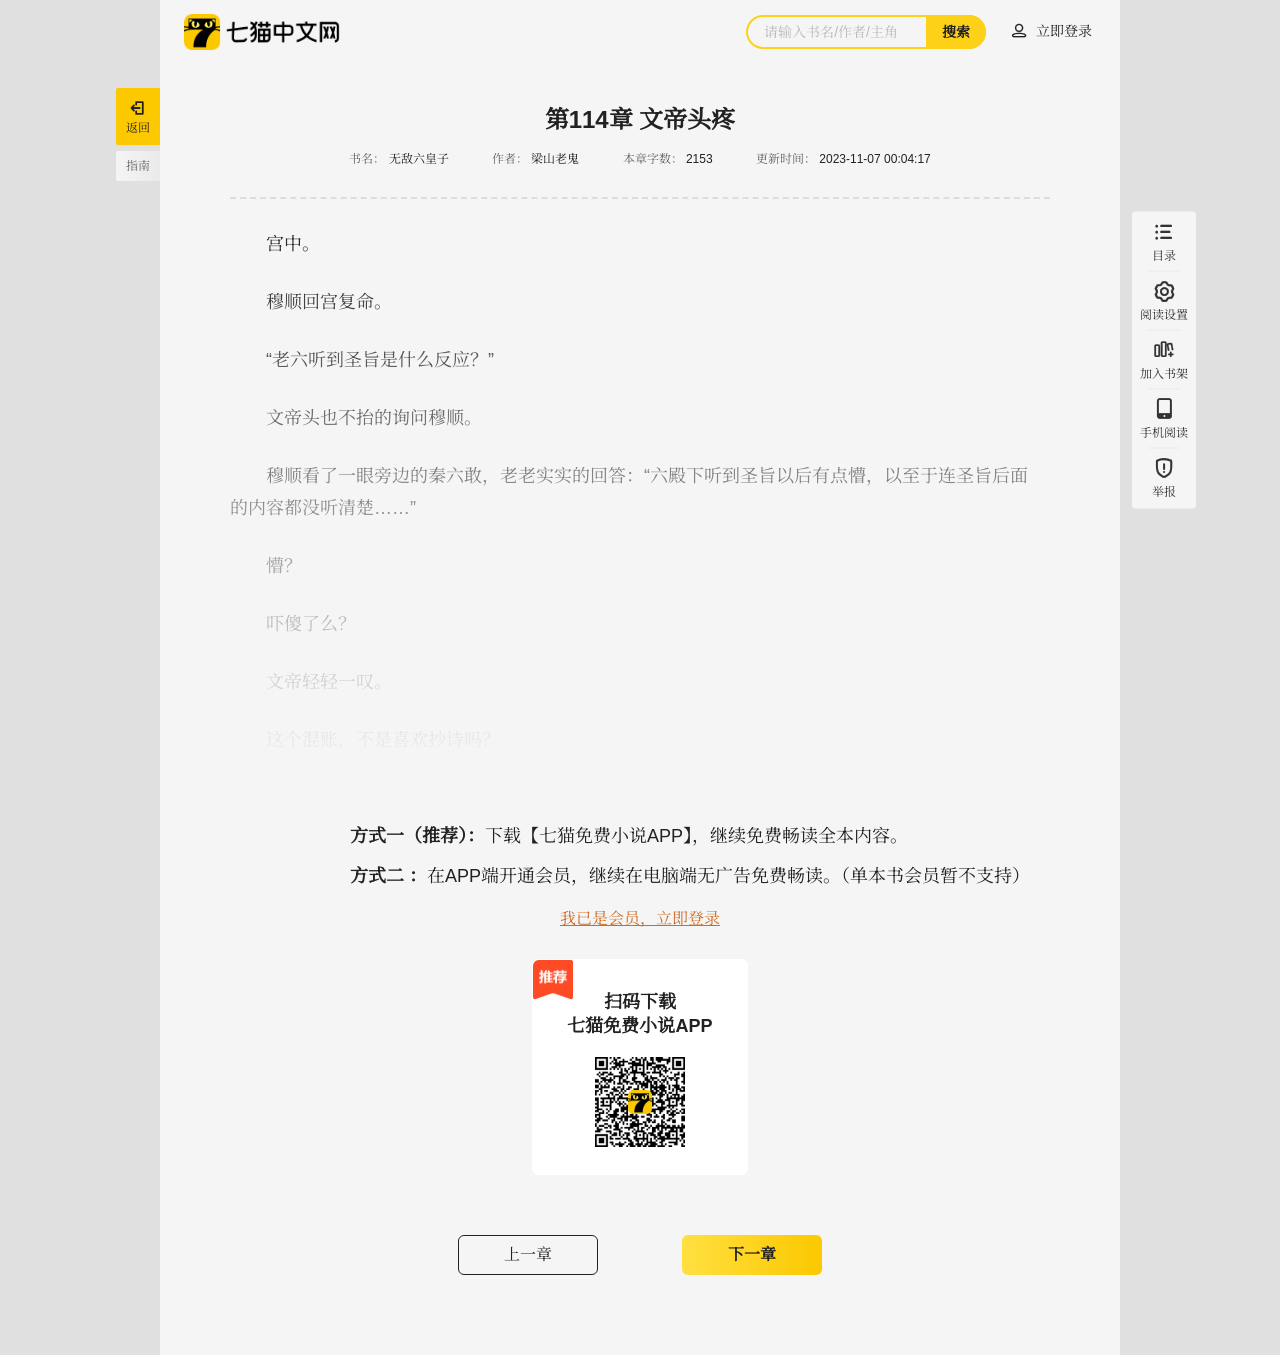 七猫中文网
请输入书名/作者/主角
搜索
立即登录
返回
指南
第114章 文帝头疼
书名： 无敌六皇子 作者： 梁山老鬼 本章字数： 2153 更新时间： 2023-11-07 00:04:17
宫中。
穆顺回宫复命。
“老六听到圣旨是什么反应？”
文帝头也不抬的询问穆顺。
穆顺看了一眼旁边的秦六敢，老老实实的回答：“六殿下听到圣旨以后有点懵，以至于连圣旨后面
的内容都没听清楚……”
懵？
吓傻了么？
文帝轻轻一叹。
这个混账，不是喜欢抄诗吗？
目录
阅读设置
加入书架
手机阅读
举报
方式一（推荐）：下载【七猫免费小说APP】，继续免费畅读全本内容。
方式二 ：在APP端开通会员，继续在电脑端无广告免费畅读。（单本书会员暂不支持）
我已是会员，立即登录
推荐
扫码下载
七猫免费小说APP
上一章
下一章